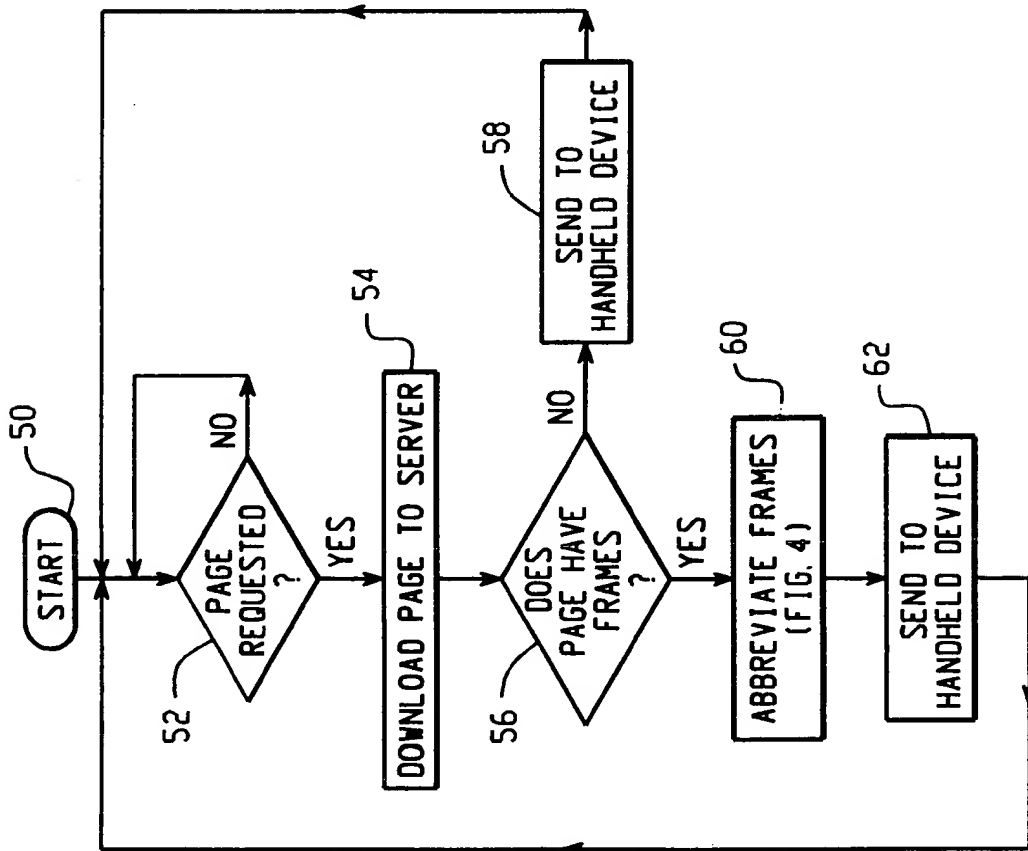 START
50
PAGE
REQUESTED
?
52
NO
YES
54
DOWNLOAD PAGE TO SERVER
DOES
PAGE HAVE
FRAMES
?
56
NO
58
SEND TO
HANDHELD DEVICE
YES
60
ABBREVIATE FRAMES
(FIG. 4)
62
SEND TO
HANDHELD DEVICE